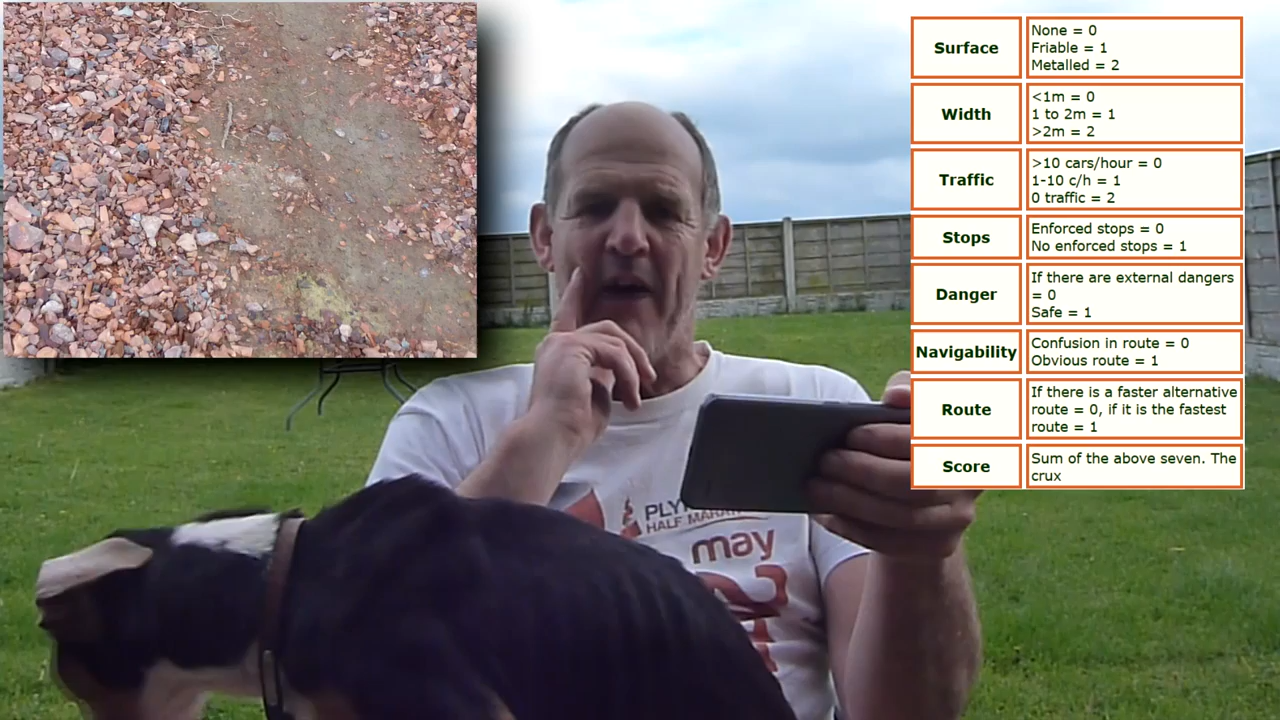 Surface
None = 0
Friable = 1
Metalled = 2
Width
<1m = 0
1 to 2m = 1
>2m = 2
Traffic
>10 cars/hour = 0
1-10 c/h = 1
0 traffic = 2
Stops
Enforced stops = 0
No enforced stops = 1
Danger
If there are external dangers
= 0
Safe = 1
Navigability
Confusion in route = 0
Obvious route = 1
Route
If there is a faster alternative
route = 0, if it is the fastest
route = 1
Score
Sum of the above seven. The
crux
HALF
may